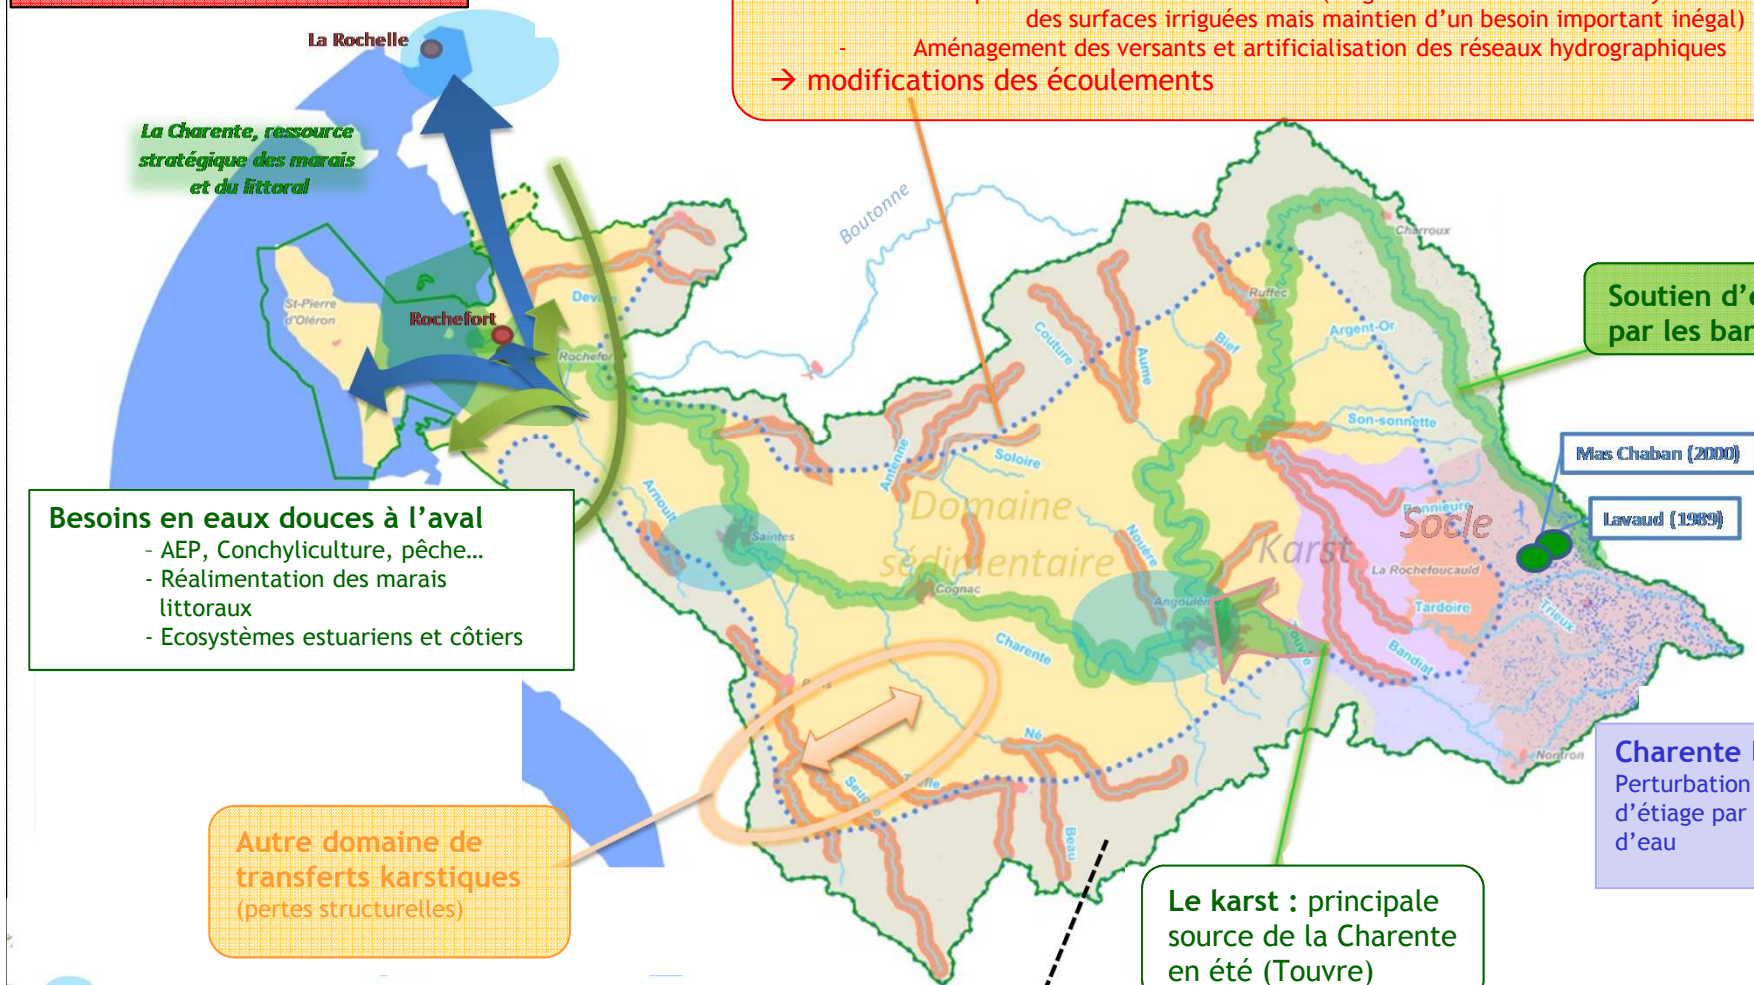 des surfaces irriguées mais maintien d'un besoin important inégal)
- Aménagement des versants et artificialisation des réseaux hydrographiques
→ modifications des écoulements
La Rochelle
La Charente, ressource
stratégique des marais
et du littoral
Boutonne
Charroux
St-Pierre
d'Oléron
Rochefort
Ruffec
Soutien d'
par les
Couture
Aume
Bief
Argent-Or
Son-sonnette
Mas Chaban (2000)
Lavaud (1989)
Besoins en eaux douces à l'aval
- AEP, Conchyliculture, pêche…
- Réalimentation des marais
littoraux
- Ecosystèmes estuariens et côtiers
Arnoult
Saintes
Antenne
Soloire
Domaine
sédimentaire
Cognac
Nouère
Karst
Socle
La Rochefoucauld
Tardoire
Trieux
Bandiat
Charente
Né
Beau
Nontron
Charente
Perturbation
d'étiage par
d'eau
Autre domaine de
transferts karstiques
(pertes structurelles)
Le karst : principale
source de la Charente
en été (Touvre)